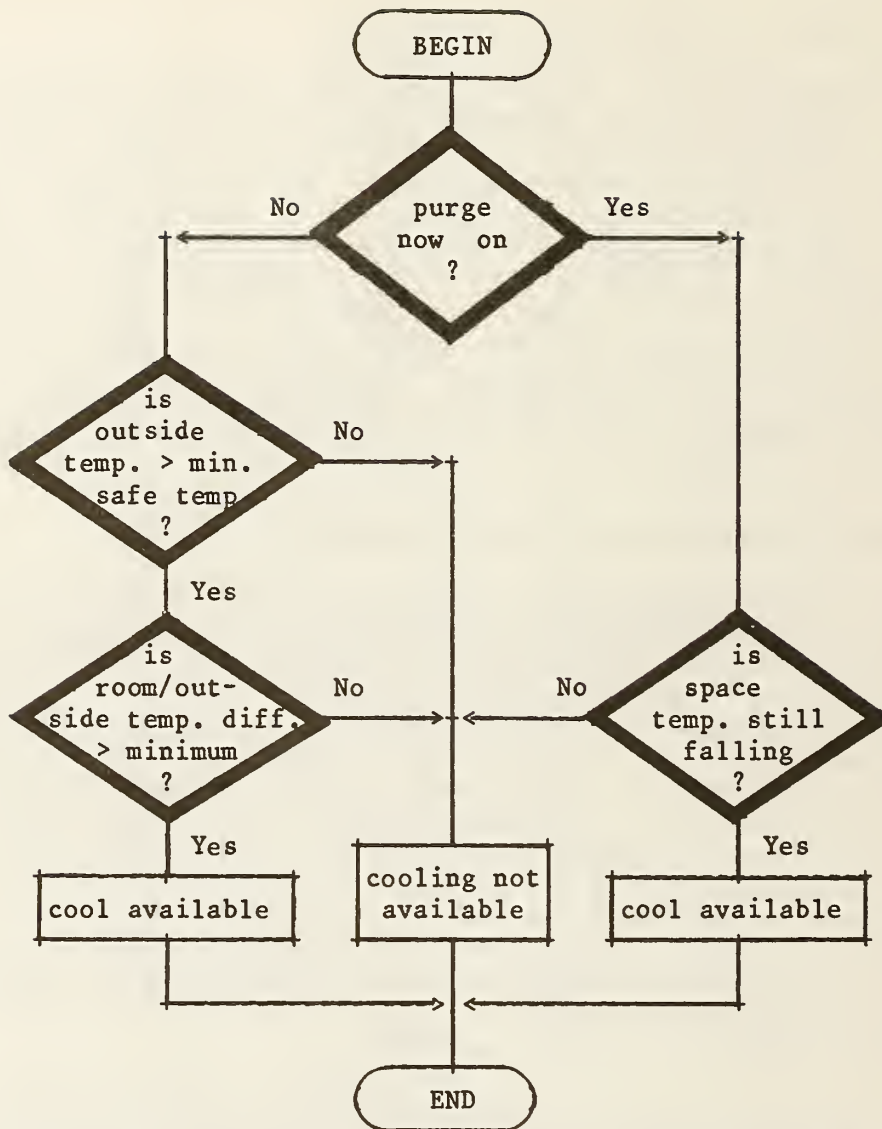 BEGIN
No
purge
now on
?
Yes
is
outside
temp. > min.
safe temp
?
No
Yes
is
room/out-
side temp. diff.
> minimum
?
No
No
is
space
temp. still
falling
?
Yes
Yes
cool available
cooling not
available
cool available
END